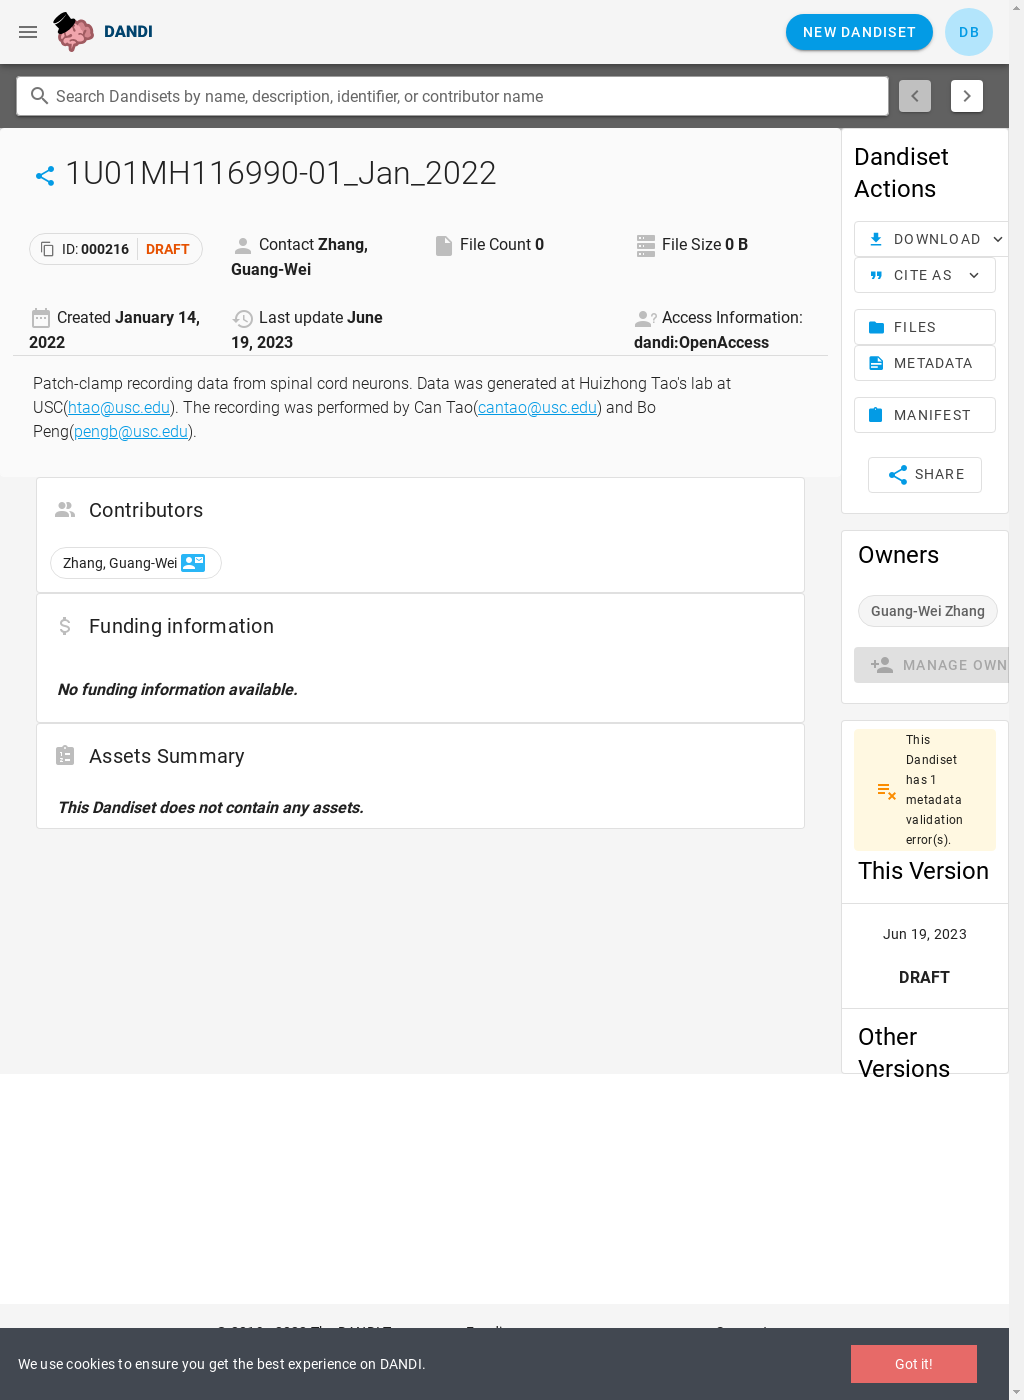 DANDI
NEW DANDISET
DB
Search Dandisets by name, description, identifier, or contributor name
1U01MH116990-01_Jan_2022
ID: 000216 DRAFT
Contact Zhang,
Guang-Wei
File Count 0
File Size 0 B
Created January 14,
2022
Last update June
19, 2023
Access Information:
dandi:OpenAccess
Patch-clamp recording data from spinal cord neurons. Data was generated at Huizhong Tao's lab at
USC(htao@usc.edu). The recording was performed by Can Tao(cantao@usc.edu) and Bo
Peng(pengb@usc.edu).
Contributors
Zhang, Guang-Wei
Funding information
No funding information available.
Assets Summary
This Dandiset does not contain any assets.
Dandiset
Actions
DOWNLOAD
CITE AS
FILES
METADATA
MANIFEST
SHARE
Owners
Guang-Wei Zhang
MANAGE OWN
This
Dandiset
has 1
metadata
validation
error(s).
This Version
Jun 19, 2023
DRAFT
Other
Versions
We use cookies to ensure you get the best experience on DANDI.
Got it!